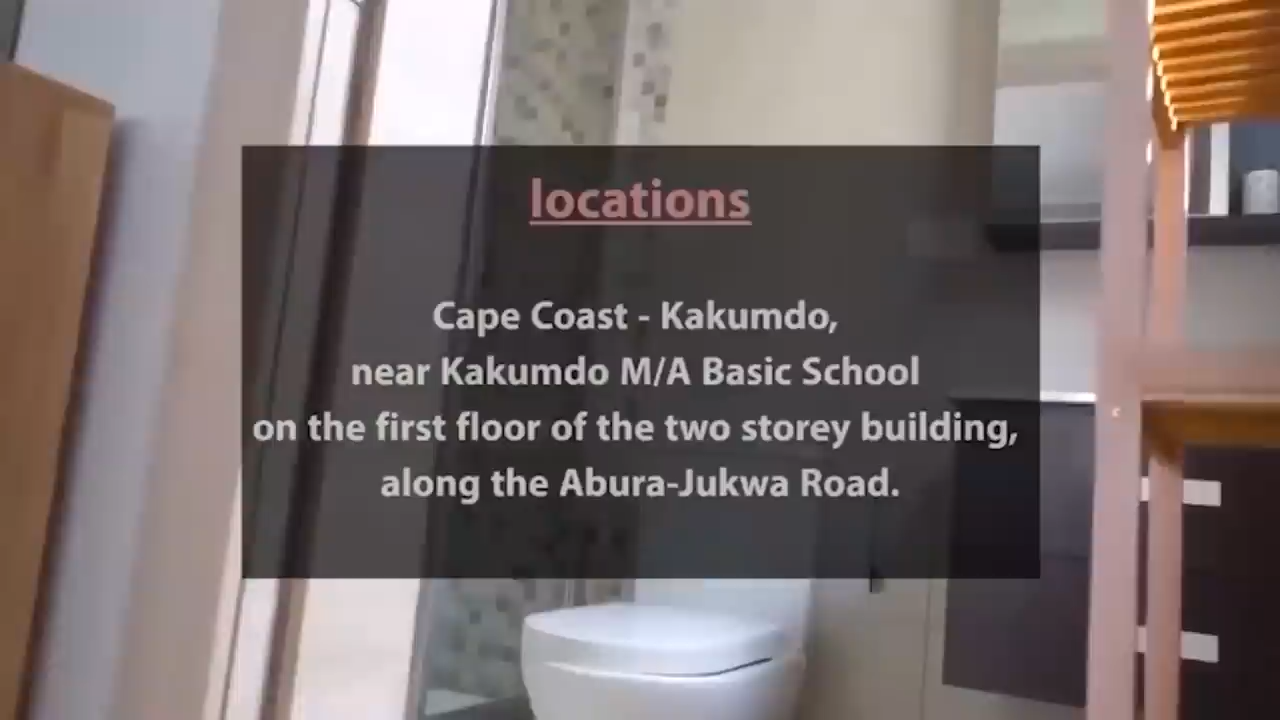 locations
Cape Coast - Kakumdo,
near Kakumdo M/A Basic School
on the first floor of the two storey building,
along the Abura-Jukwa Road.